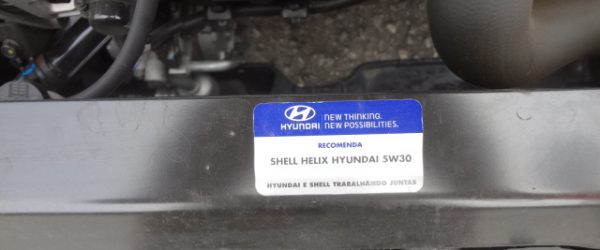 NEW THINKING.
HYUNDAI NEW POSSIBILITIES.
RECOMENDA
SHELL HELIX HYUNDAI 5W30
HYUNDAI E SHELL TRABALHANDO JUNTAS